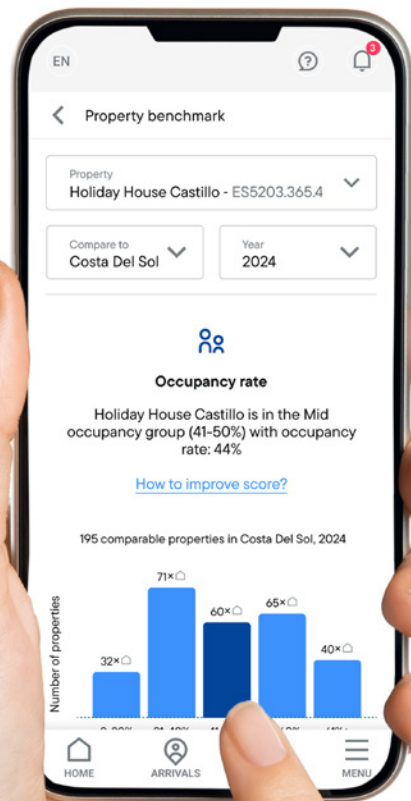 EN
3
Property benchmark
Property
Holiday House Castillo - ES5203.365.4
Compare to
Costa Del Sol
Year
2024
Occupancy rate
Holiday House Castillo is in the Mid
occupancy group (41-50%) with occupancy
rate: 44%
How to improve score?
195 comparable properties in Costa Del Sol, 2024
Number of properties
32×
71×
60×
65×
40×
HOME
ARRIVALS
MENU